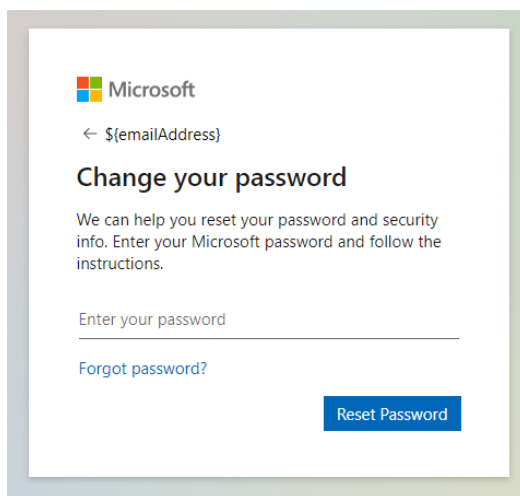 Microsoft
← ${emailAddress}
Change your password
We can help you reset your password and security
info. Enter your Microsoft password and follow the
instructions.
Enter your password
Forgot password?
Reset Password